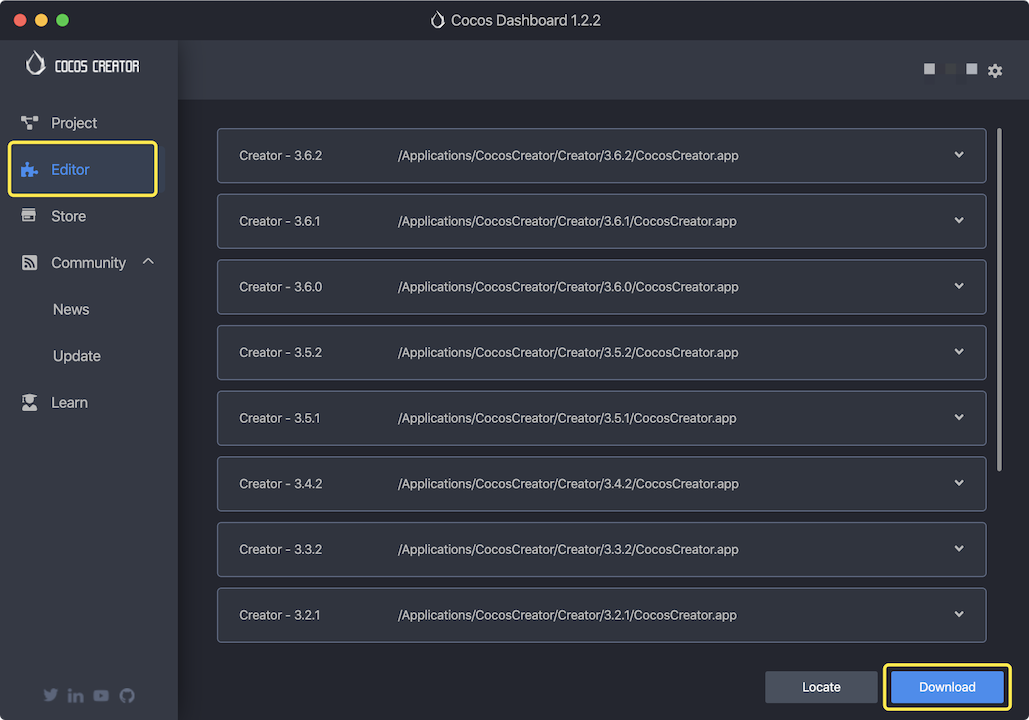 Cocos Dashboard 1.2.2
COCOS CREATOR
Project
Editor
Store
Community
News
Update
Learn
Creator - 3.6.2 /Applications/CocosCreator/Creator/3.6.2/CocosCreator.app
Creator - 3.6.1 /Applications/CocosCreator/Creator/3.6.1/CocosCreator.app
Creator - 3.6.0 /Applications/CocosCreator/Creator/3.6.0/CocosCreator.app
Creator - 3.5.2 /Applications/CocosCreator/Creator/3.5.2/CocosCreator.app
Creator - 3.5.1 /Applications/CocosCreator/Creator/3.5.1/CocosCreator.app
Creator - 3.4.2 /Applications/CocosCreator/Creator/3.4.2/CocosCreator.app
Creator - 3.3.2 /Applications/CocosCreator/Creator/3.3.2/CocosCreator.app
Creator - 3.2.1 /Applications/CocosCreator/Creator/3.2.1/CocosCreator.app
Locate
Download